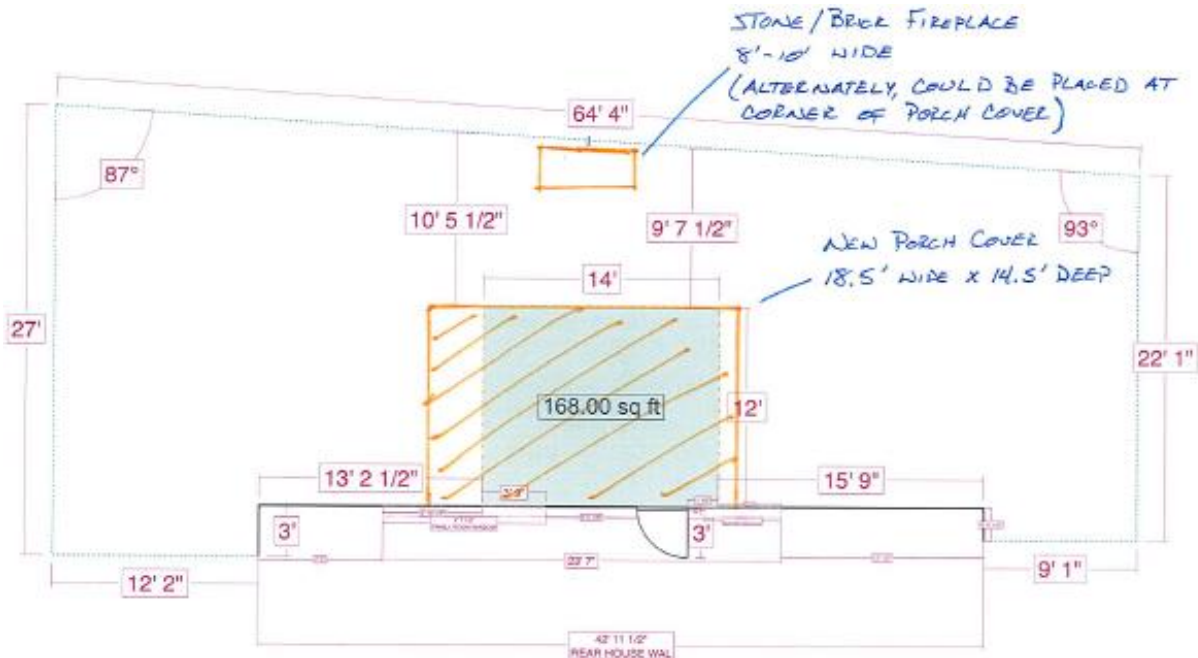 STONE/BRICK FIREPLACE
8'-10' WIDE
(ALTERNATELY, COULD BE PLACED AT
CORNER OF PORCH COVER)
64' 4"
87°
10' 5 1/2"
9' 7 1/2"
93°
NEW PORCH COVER
18.5' WIDE x 14.5' DEEP
14'
27'
22' 1"
168.00 sq ft
12'
13' 2 1/2"
15' 9"
3'
3'
23' 7"
12' 2"
9' 1"
42' 11 1/2"
REAR HOUSE WAL